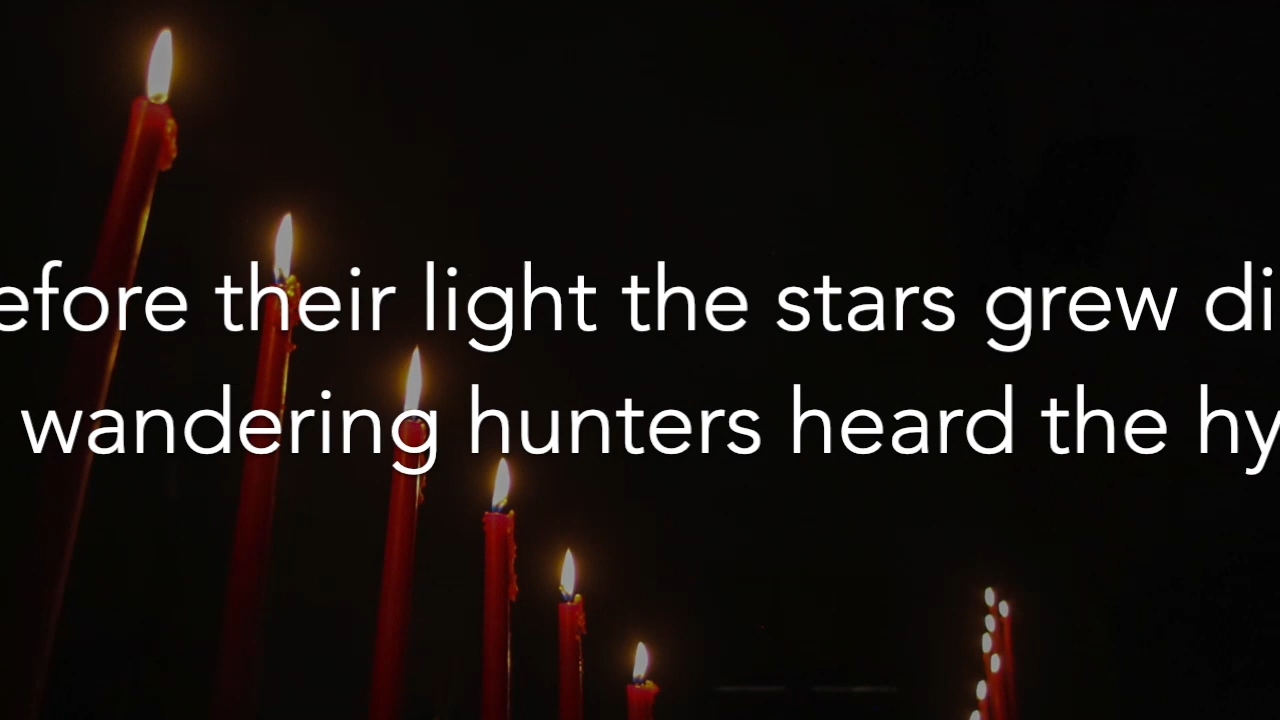 efore their light the stars grew di
wandering hunters heard the hy